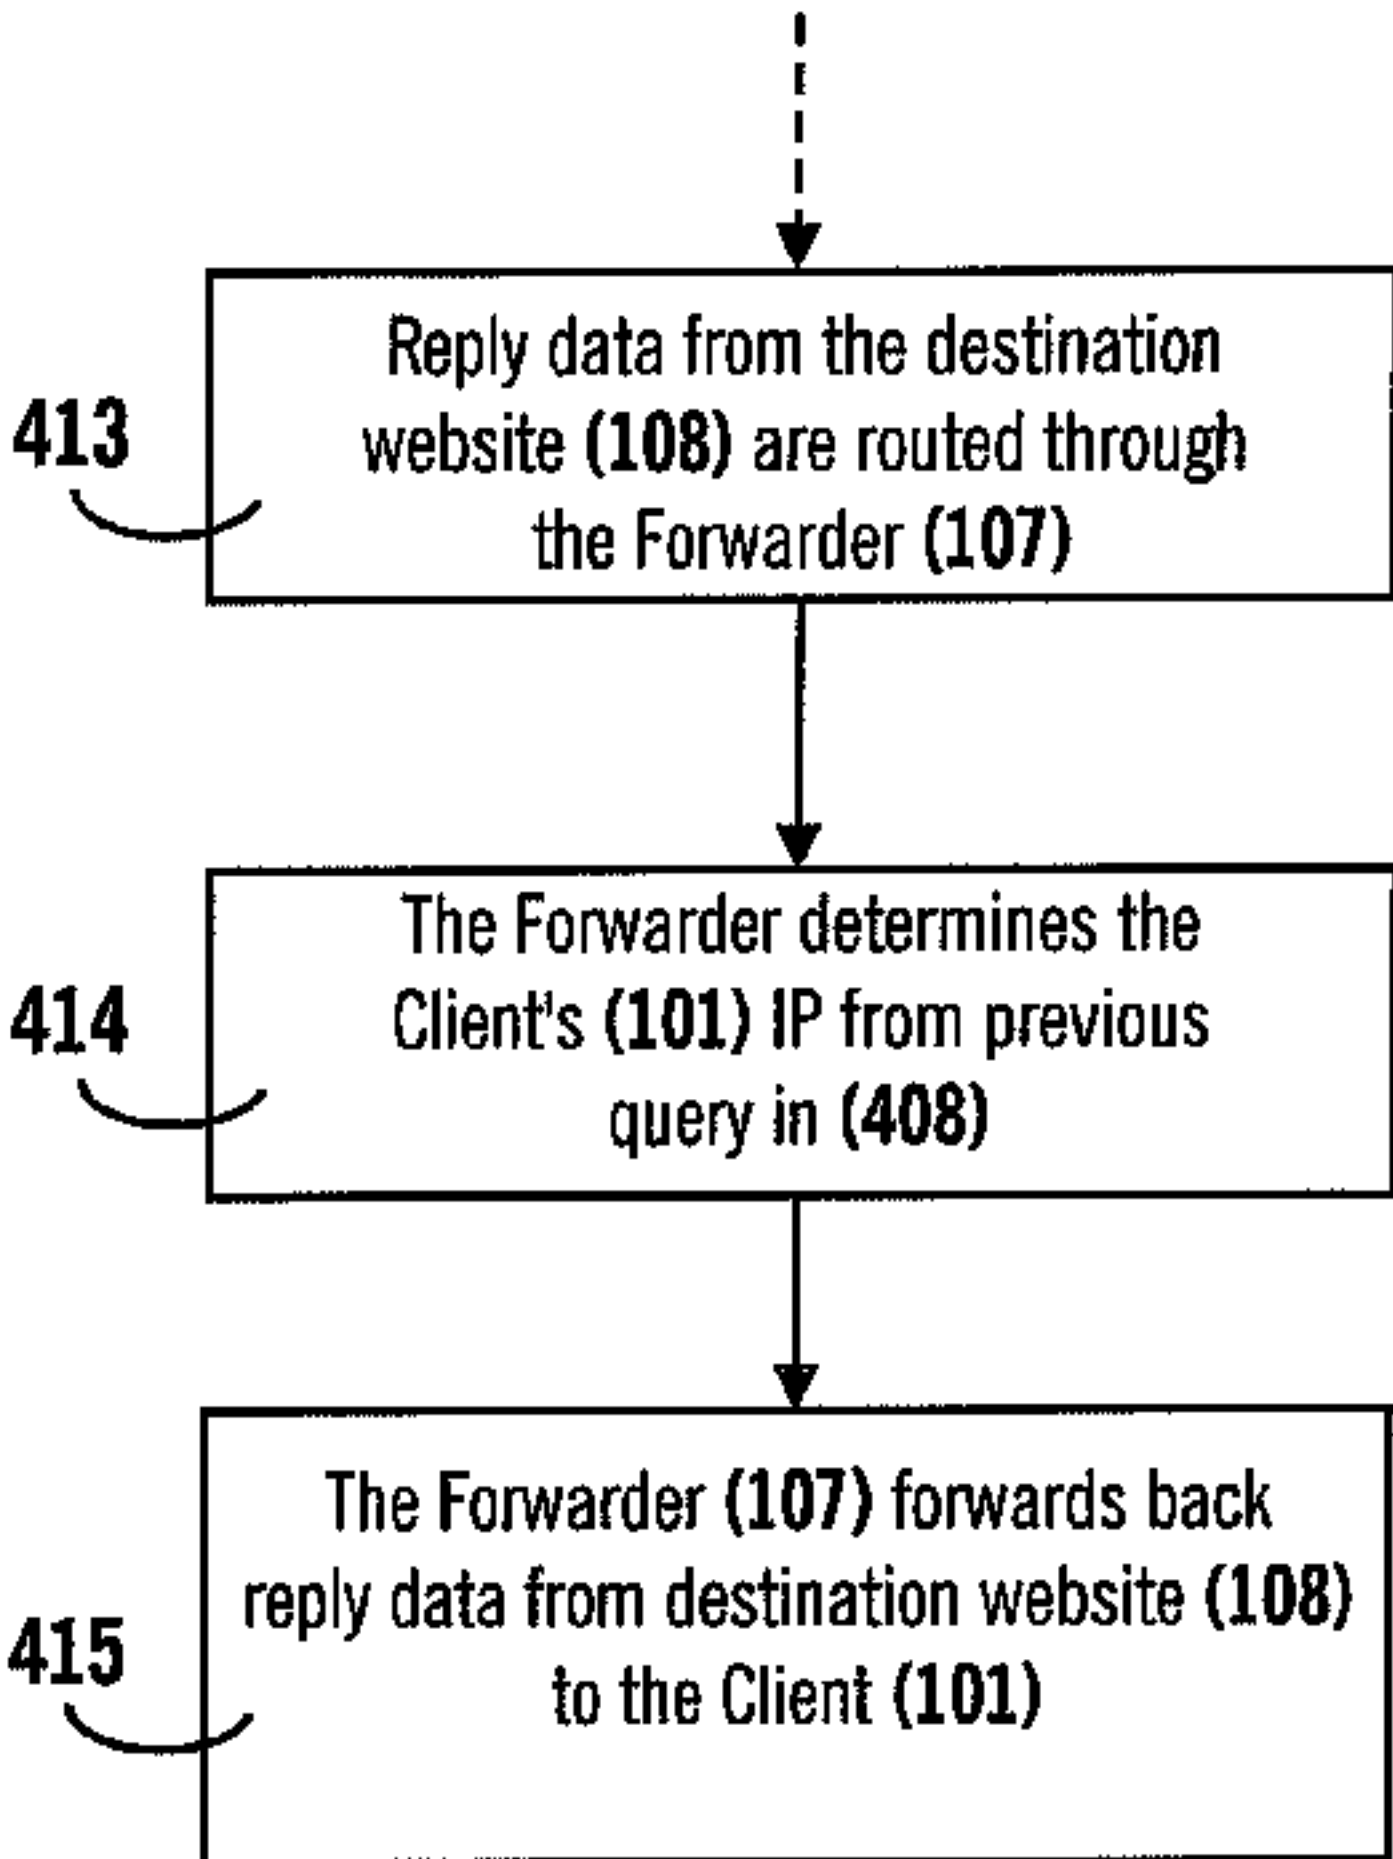 Reply data from the destination
413
website (108) are routed through
the Forwarder (107)
The Forwarder determines the
414
Client's (101) IP from previous
query in (408)
The Forwarder (107) forwards back
reply data from destination website (108)
415
to the Client (101)